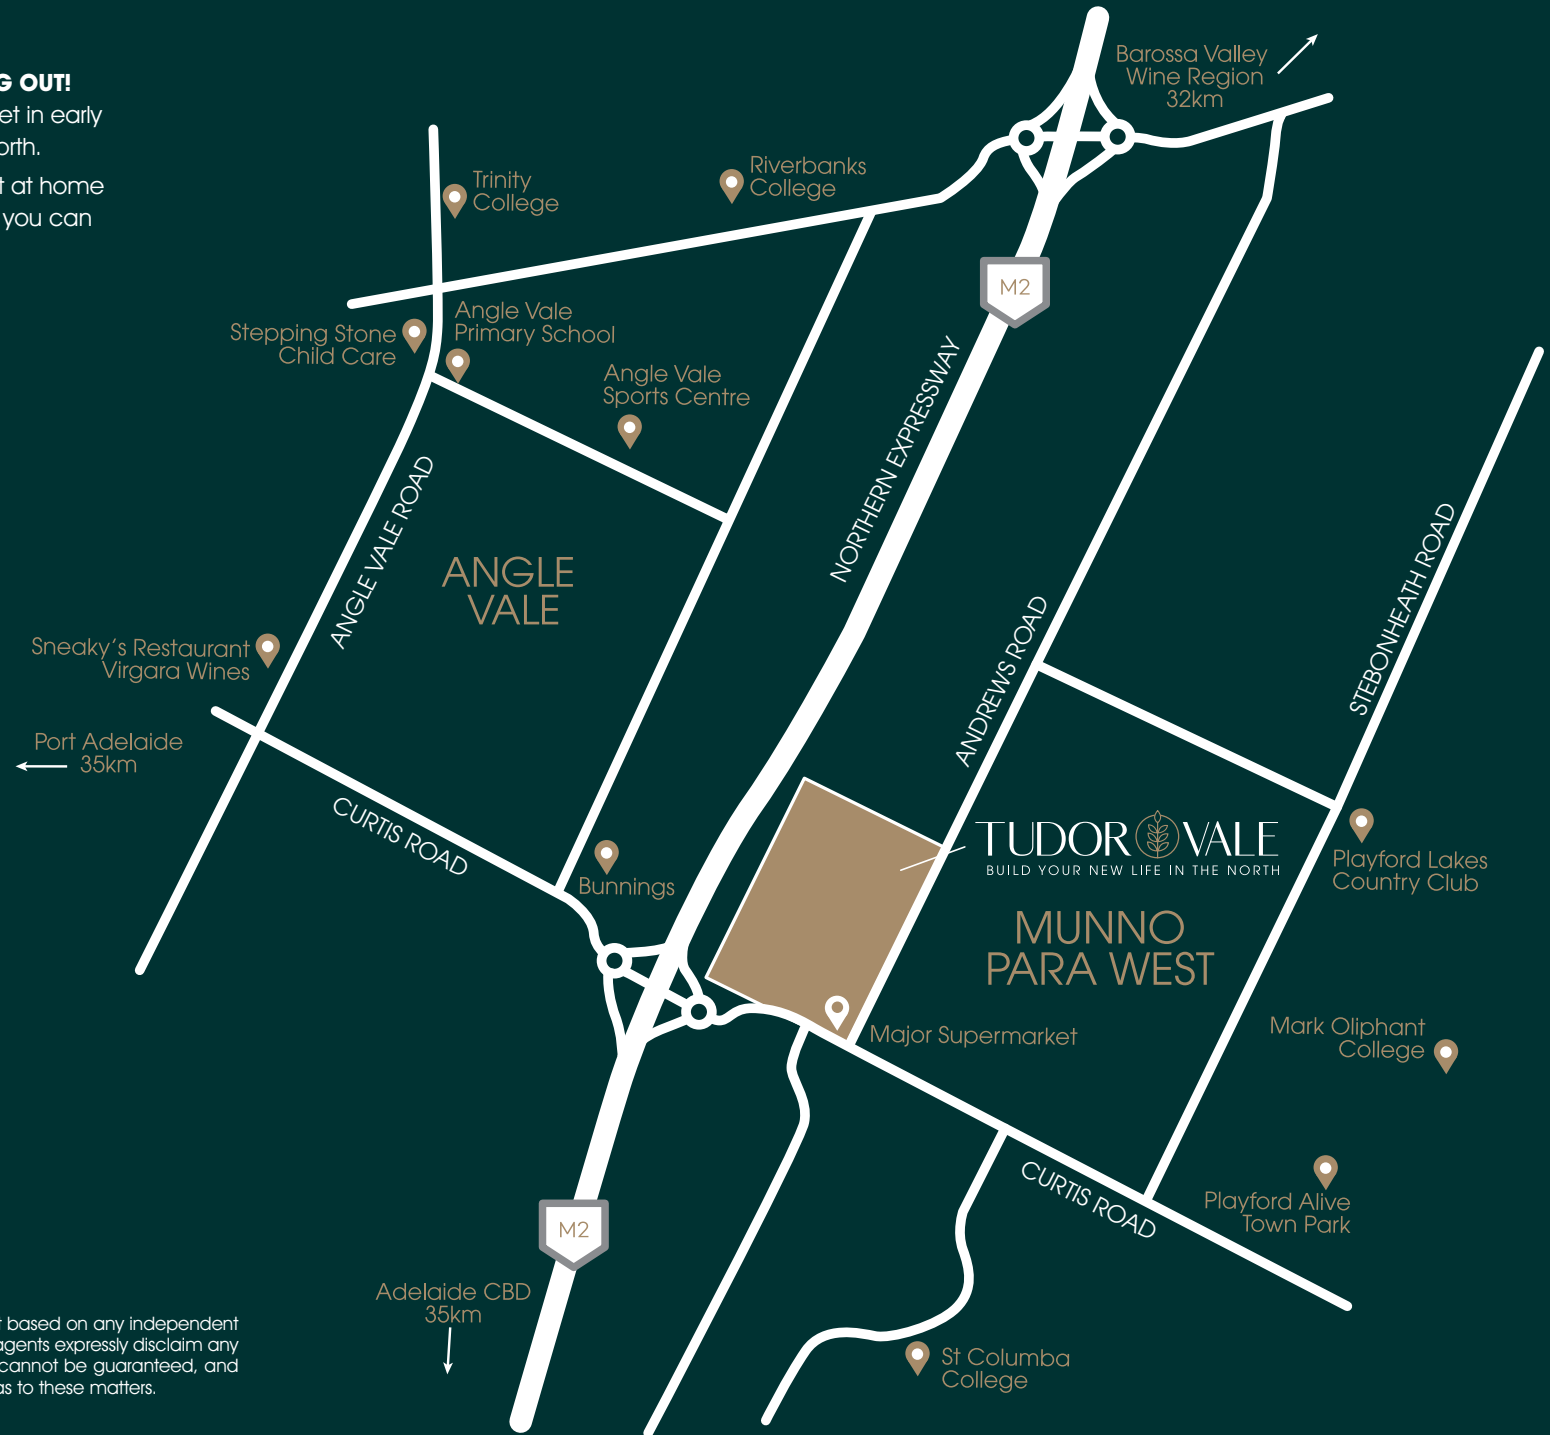 G OUT!
et in early
orth.
t at home
you can
Barossa Valley
Wine Region
32km
Trinity
College
Riverbanks
College
M2
Stepping Stone
Child Care
Angle Vale
Primary School
Angle Vale
Sports Centre
NORTHERN EXPRESSWAY
ANGLE VALE ROAD
ANGLE
VALE
STEBONHEATH ROAD
ANDREWS ROAD
Sneaky's Restaurant
Virgara Wines
Port Adelaide
35km
CURTIS ROAD
Bunnings
TUDOR VALE
BUILD YOUR NEW LIFE IN THE NORTH
Playford Lakes
Country Club
MUNNO
PARA WEST
Major Supermarket
Mark Oliphant
College
CURTIS ROAD
Playford Alive
Town Park
M2
Adelaide CBD
35km
St Columba
College
t based on any independent
agents expressly disclaim any
cannot be guaranteed, and
as to these matters.